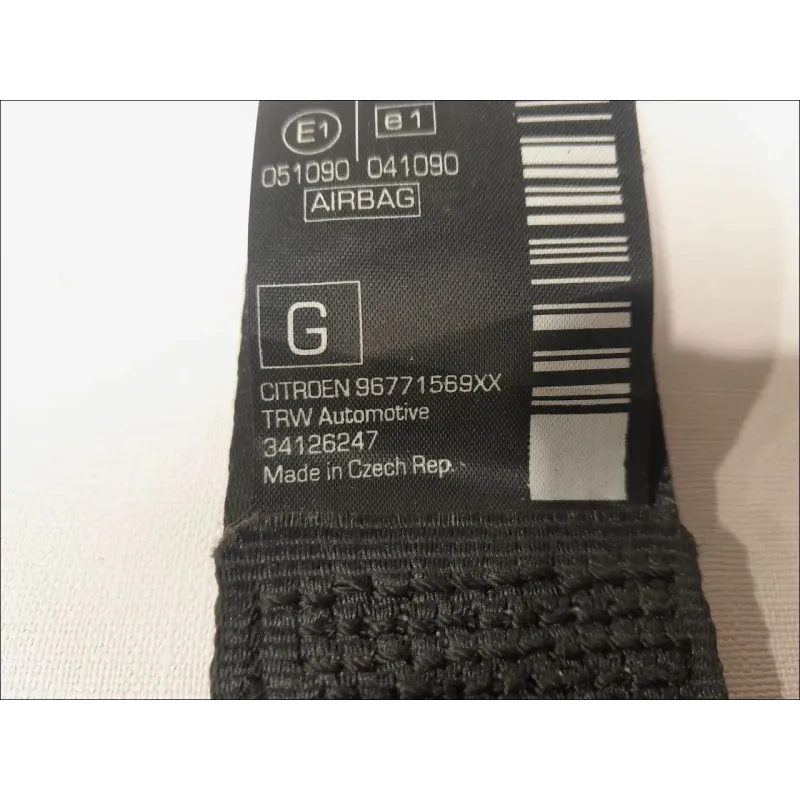 E1 e1
051090 041090
AIRBAG
G
CITROEN 96771569XX
TRW Automotive
34126247
Made in Czech Rep.